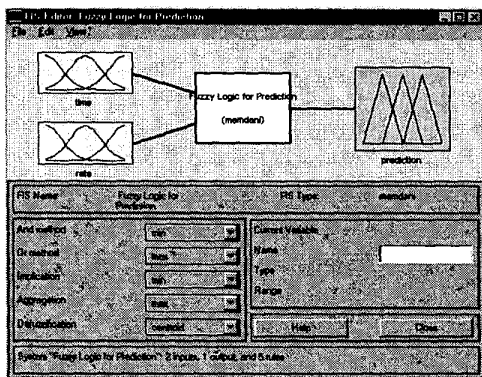 FIS Editor: Fuzzy Logic for Prediction
File Edit View
time
rate
Fuzzy Logic for Prediction
(mamdani)
prediction
FIS Name: Fuzzy Logic for Prediction
FIS Type: mamdani
And method min
Or method max
Implication min
Aggregation max
Defuzzification centroid
Current Variable
Name
Type
Range
Help Close
System "Fuzzy Logic for Prediction": 2 inputs, 1 output, and 5 rules